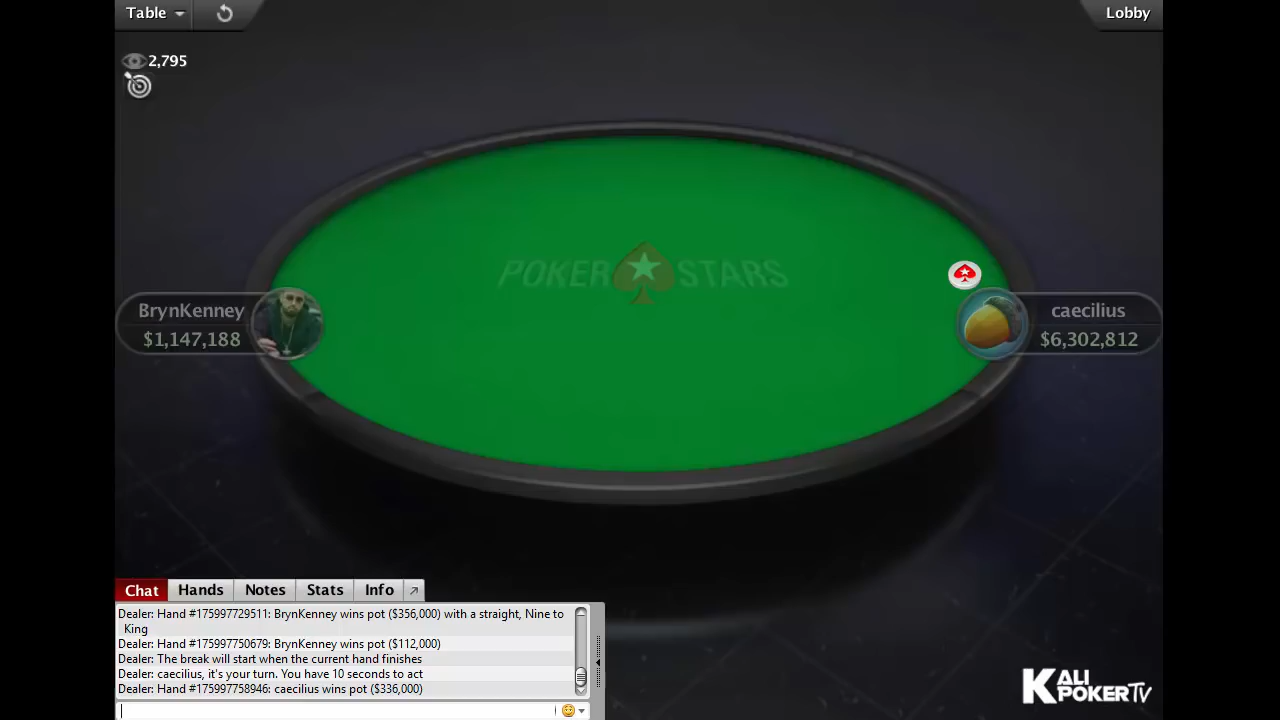 Table
Lobby
2,795
POKER STARS
BrynKenney
$1,147,188
caecilius
$6,302,812
Chat Hands Notes Stats Info
Dealer: Hand #175997729511: BrynKenney wins pot ($356,000) with a straight, Nine to
King
Dealer: Hand #175997750679: BrynKenney wins pot ($112,000)
Dealer: The break will start when the current hand finishes
Dealer: caecilius, it's your turn. You have 10 seconds to act
Dealer: Hand #175997758946: caecilius wins pot ($336,000)
KALI
POKERTV